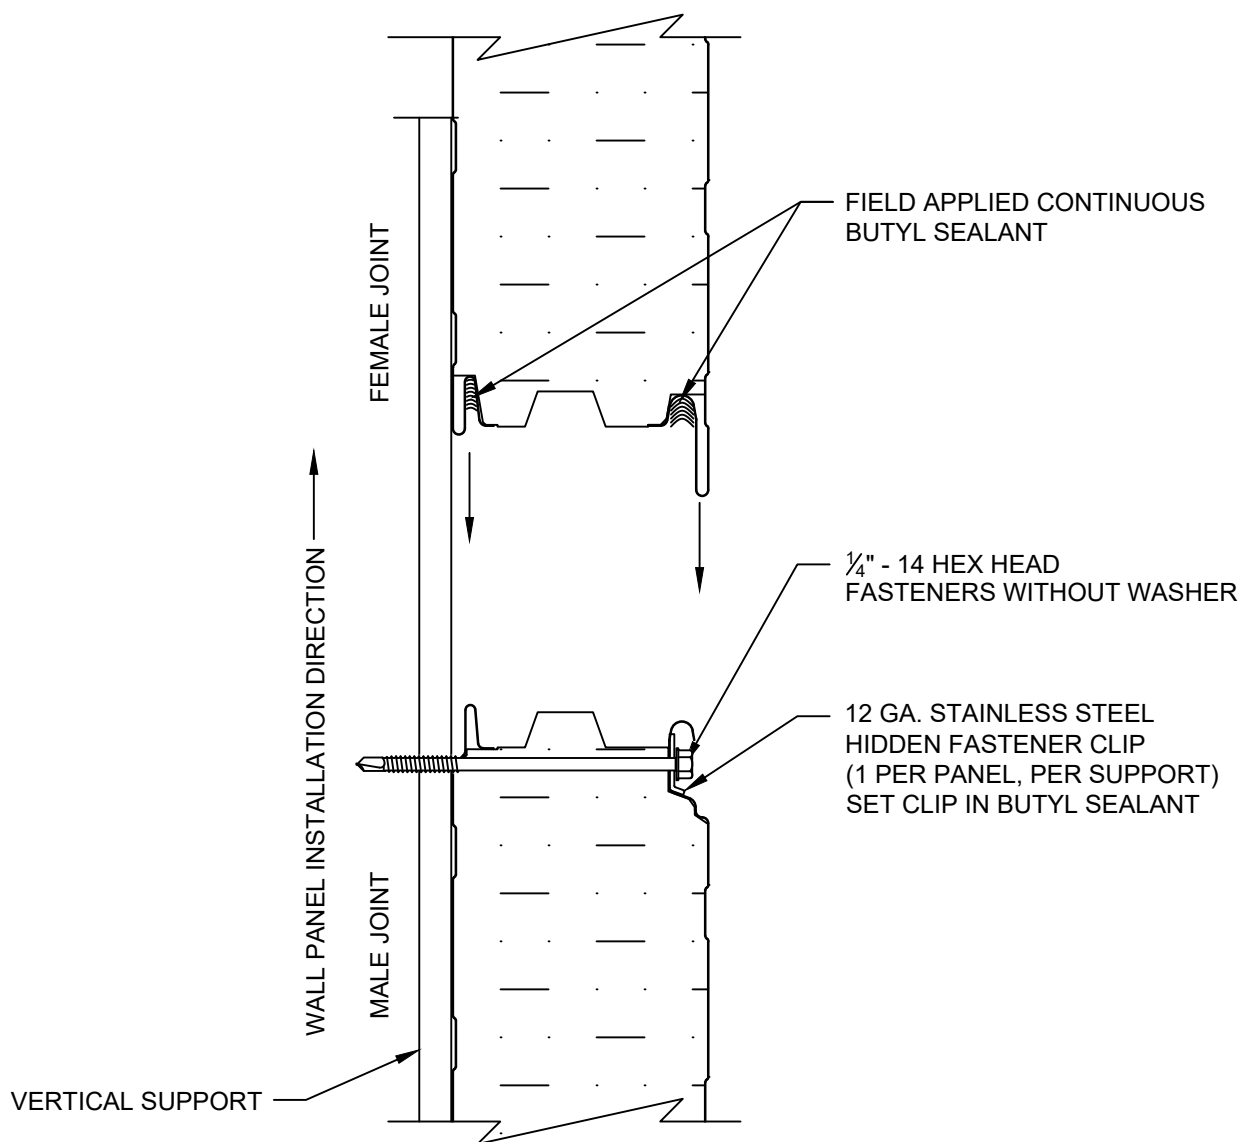 FIELD APPLIED CONTINUOUS
BUTYL SEALANT
FEMALE JOINT
WALL PANEL INSTALLATION DIRECTION
¼" - 14 HEX HEAD
FASTENERS WITHOUT WASHER
12 GA. STAINLESS STEEL
HIDDEN FASTENER CLIP
(1 PER PANEL, PER SUPPORT)
SET CLIP IN BUTYL SEALANT
MALE JOINT
VERTICAL SUPPORT